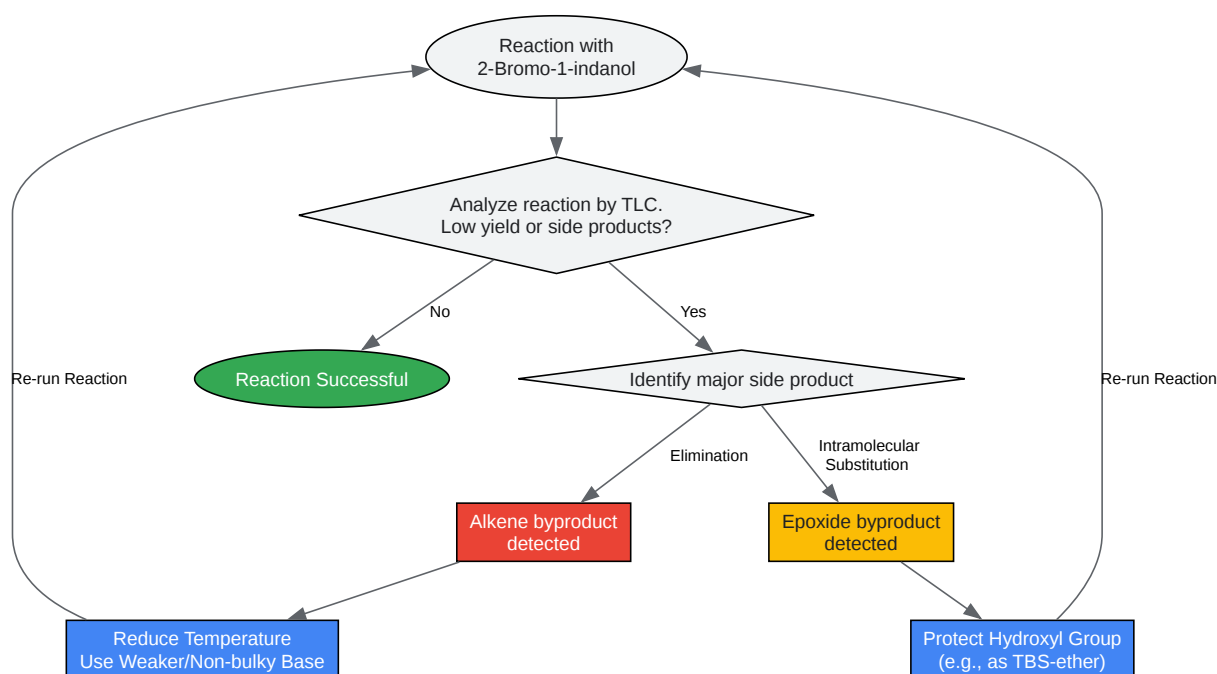 Reaction with
2-Bromo-1-indanol
Analyze reaction by TLC.
Low yield or side products?
No
Yes
Re-run Reaction
Reaction Successful
Identify major side product
Re-run Reaction
Elimination
Intramolecular
Substitution
Alkene byproduct
detected
Epoxide byproduct
detected
Reduce Temperature
Use Weaker/Non-bulky Base
Protect Hydroxyl Group
(e.g., as TBS-ether)